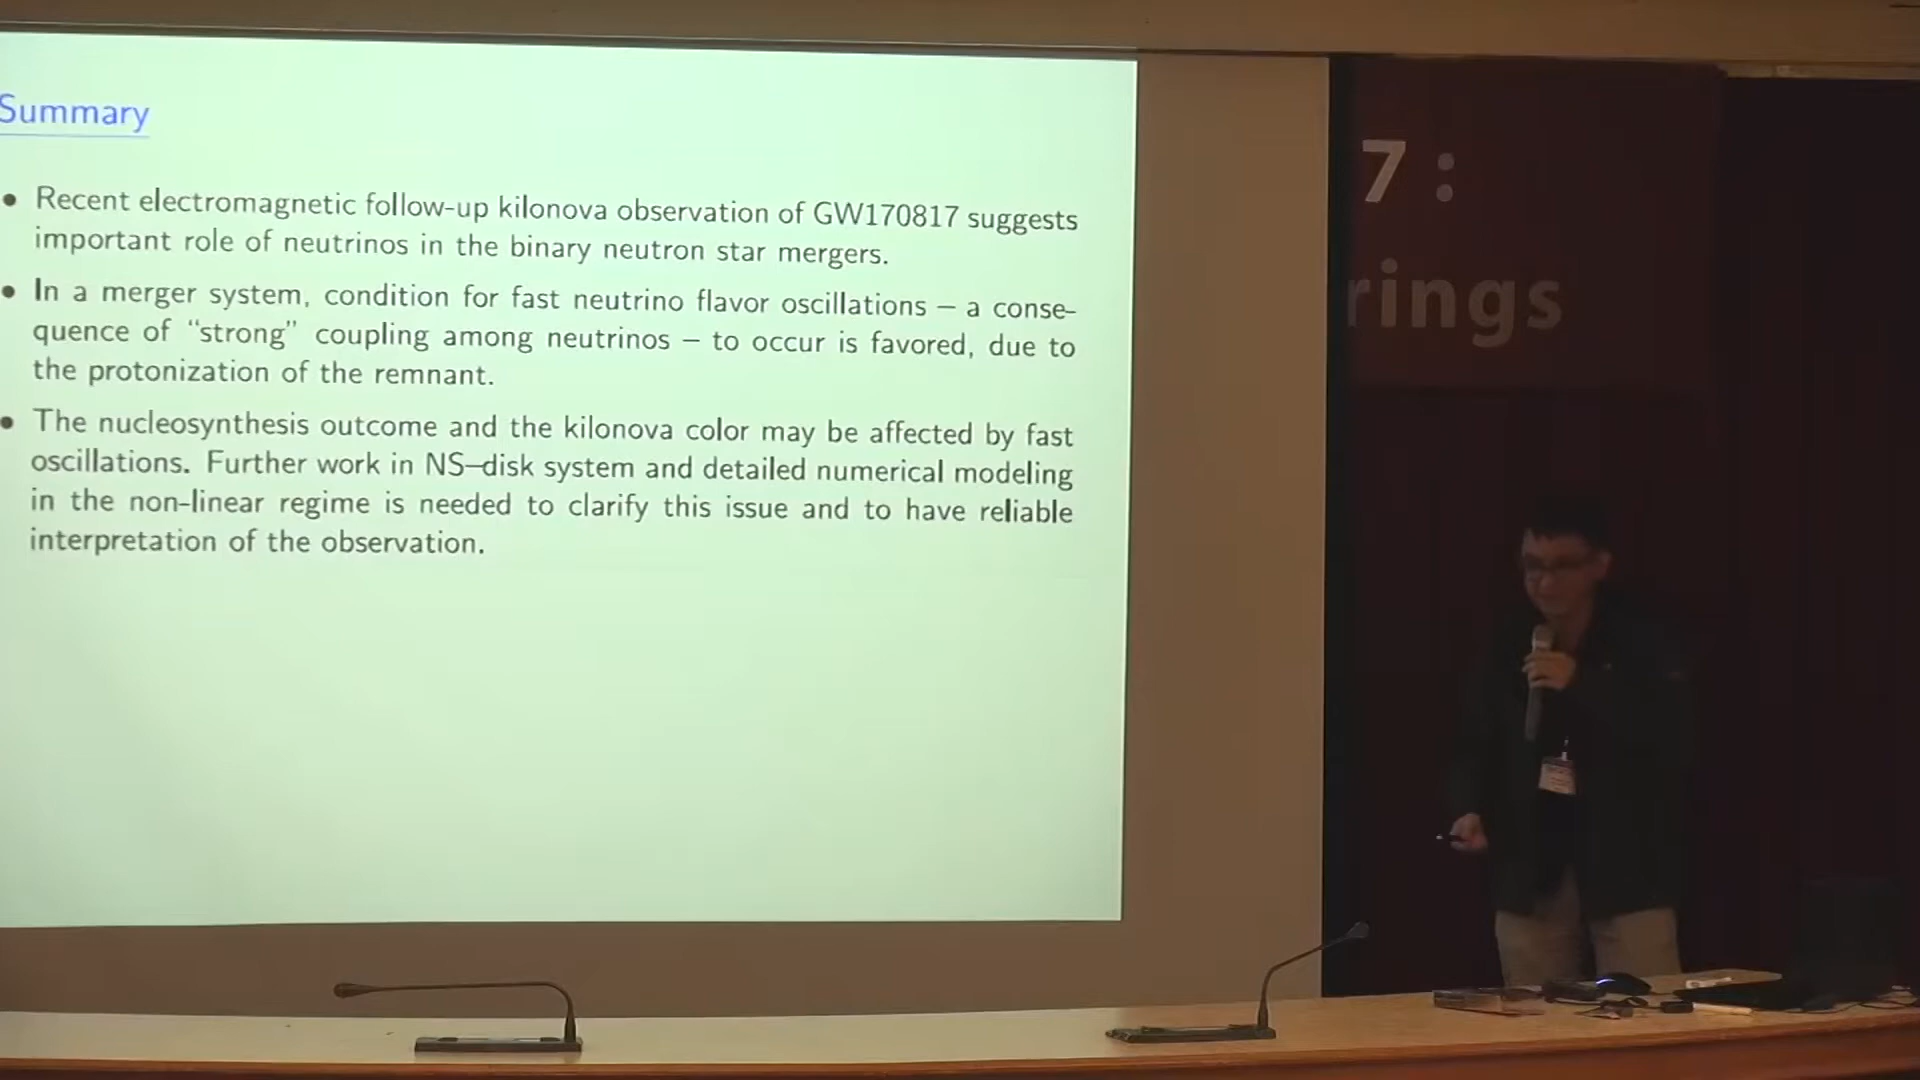 Summary
• Recent electromagnetic follow-up kilonova observation of GW170817 suggests
important role of neutrinos in the binary neutron star mergers.
• In a merger system, condition for fast neutrino flavor oscillations – a conse-
quence of “strong” coupling among neutrinos – to occur is favored, due to
the protonization of the remnant.
• The nucleosynthesis outcome and the kilonova color may be affected by fast
oscillations. Further work in NS–disk system and detailed numerical modeling
in the non-linear regime is needed to clarify this issue and to have reliable
interpretation of the observation.
7 :
rings